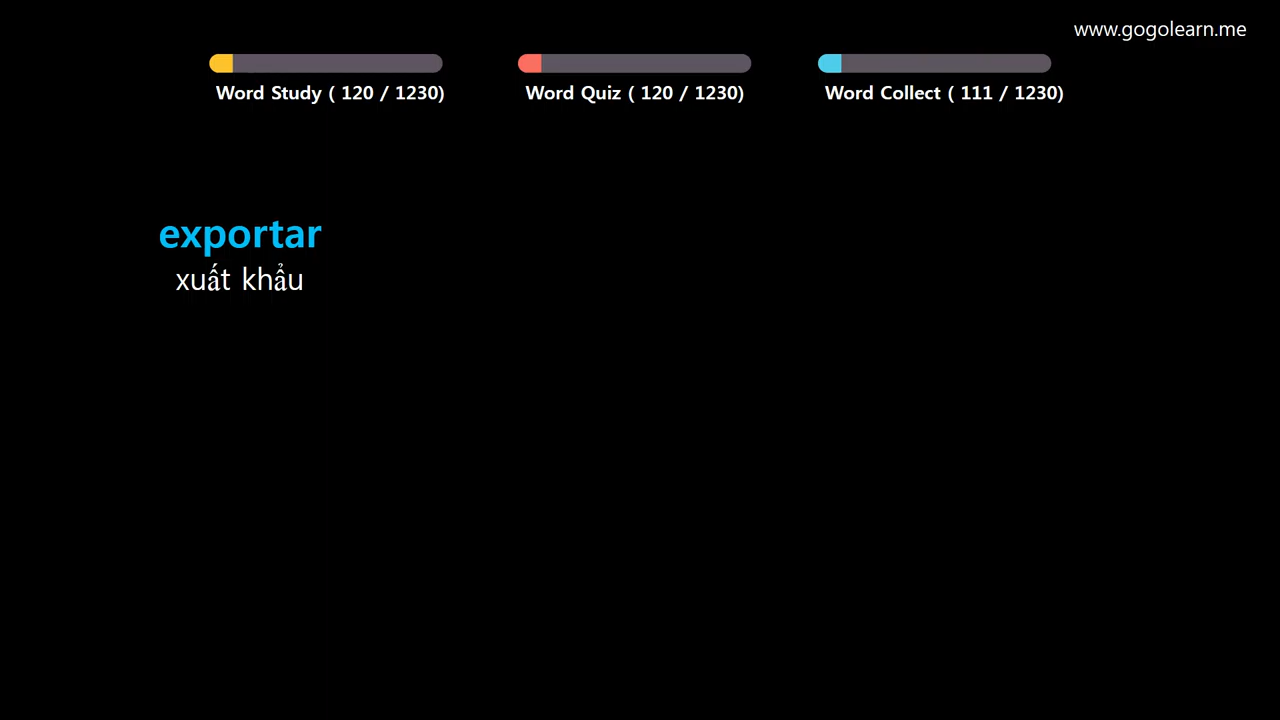 www.gogolearn.me
Word Study ( 120 / 1230)
Word Quiz ( 120 / 1230)
Word Collect ( 111 / 1230)
exportar
xuất khẩu